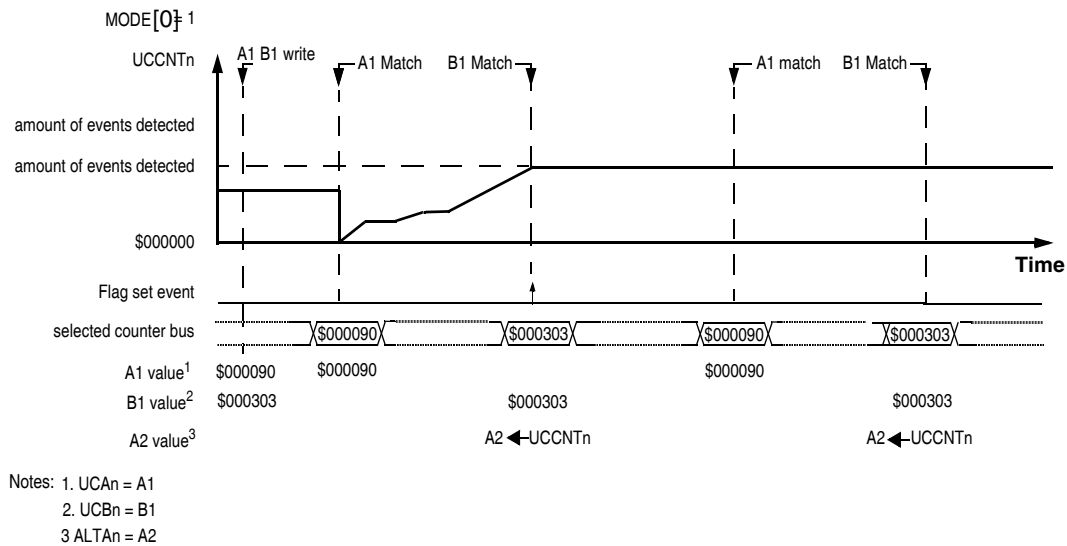 MODE[0]= 1
UCCNTn
A1 B1 write
A1 Match
B1 Match
A1 match
B1 Match
amount of events detected
amount of events detected
$000000
Time
Flag set event
selected counter bus
$000090
$000303
$000090
$000303
A1 value1 $000090 $000090 $000090
B1 value2 $000303 $000303 $000303
A2 value3 A2 UCCNTn A2 UCCNTn
Notes: 1. UCAn = A1
2. UCBn = B1
3 ALTAn = A2